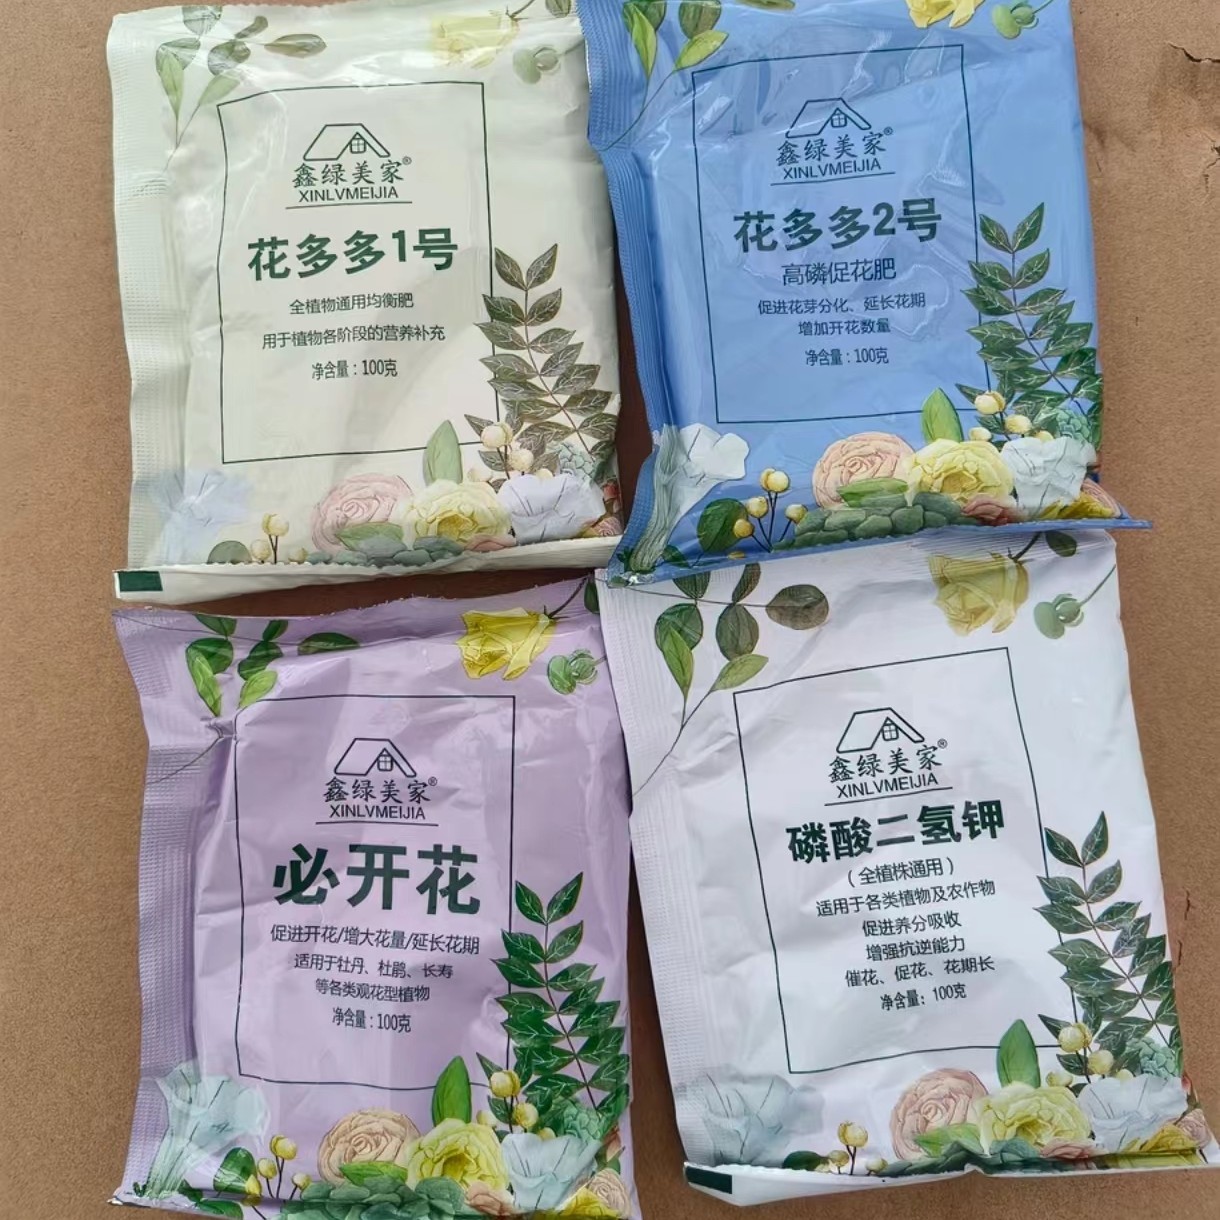 鑫绿美家®
XINLVMEIJIA
花多多1号
全植物通用均衡肥
用于植物各阶段的营养补充
净含量：100克
鑫绿美家®
XINLVMEIJIA
花多多2号
高磷促花肥
促进花芽分化、延长花期
增加开花数量
净含量：100克
鑫绿美家®
XINLVMEIJIA
必开花
促进开花/增大花量/延长花期
适用于牡丹、杜鹃、长寿
等各类观花型植物
净含量：100克
鑫绿美家®
XINLVMEIJIA
磷酸二氢钾
（全植株通用）
适用于各类植物及农作物
促进养分吸收
增强抗逆能力
催花、促花、花期长
净含量：100克